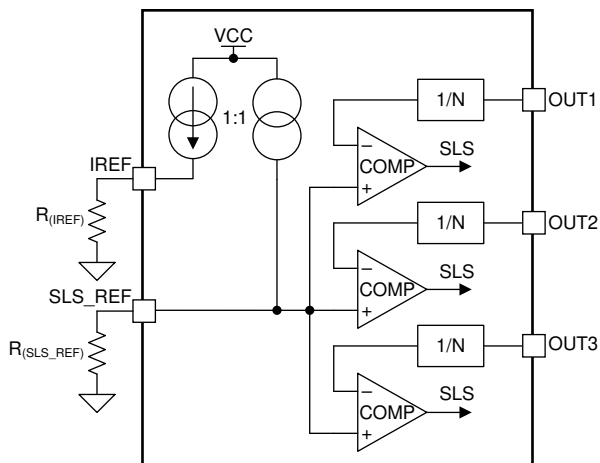 VCC
1:1
1/N
OUT1
SLS
COMP
−
+
IREF
R(IREF)
1/N
OUT2
SLS
COMP
−
+
SLS_REF
R(SLS_REF)
1/N
OUT3
SLS
COMP
−
+